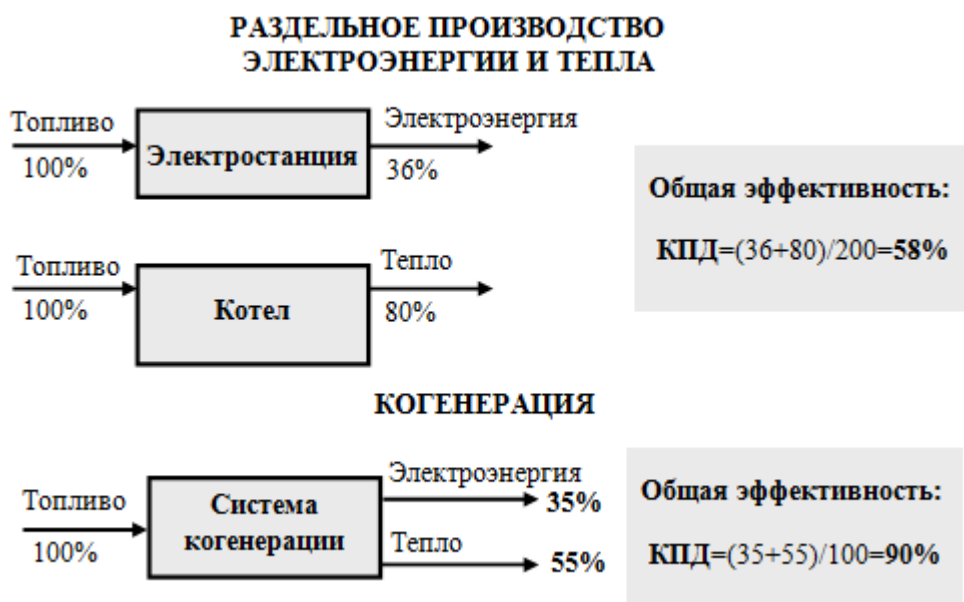 РАЗДЕЛЬНОЕ ПРОИЗВОДСТВО
ЭЛЕКТРОЭНЕРГИИ И ТЕПЛА
Топливо
100%
Электростанция
Электроэнергия
36%
Топливо
100%
Котел
Тепло
80%
Общая эффективность:
КПД=(36+80)/200=58%
КОГЕНЕРАЦИЯ
Топливо
100%
Система
когенерации
Электроэнергия
35%
Тепло
55%
Общая эффективность:
КПД=(35+55)/100=90%